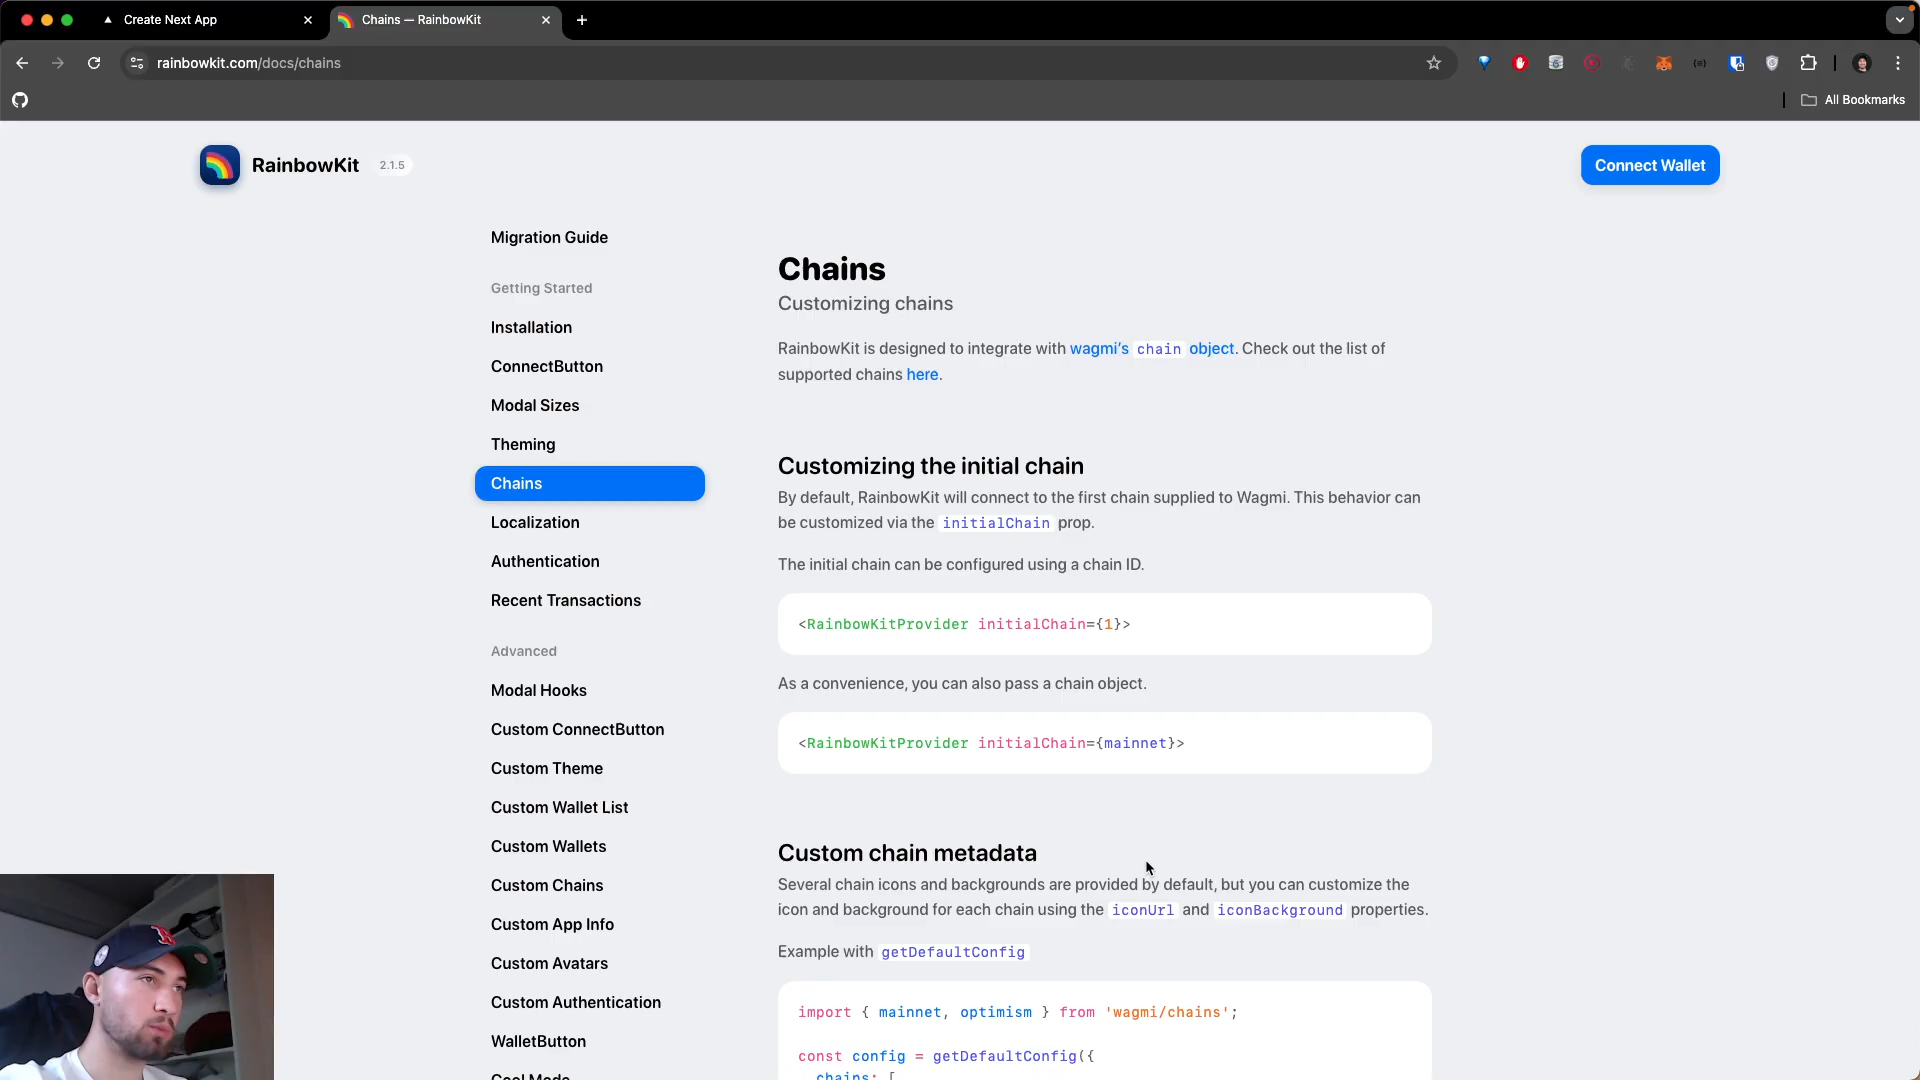 Create Next App
Chains — RainbowKit
rainbowkit.com/docs/chains
All Bookmarks
RainbowKit 2.1.5
Connect Wallet
Migration Guide
Getting Started
Installation
ConnectButton
Modal Sizes
Theming
Chains
Localization
Authentication
Recent Transactions
Advanced
Modal Hooks
Custom ConnectButton
Custom Theme
Custom Wallet List
Custom Wallets
Custom Chains
Custom App Info
Custom Avatars
Custom Authentication
WalletButton
Cool Mode
Chains
Customizing chains
RainbowKit is designed to integrate with wagmi’s chain object. Check out the list of
supported chains here.
Customizing the initial chain
By default, RainbowKit will connect to the first chain supplied to Wagmi. This behavior can
be customized via the initialChain prop.
The initial chain can be configured using a chain ID.
<RainbowKitProvider initialChain={1}>
As a convenience, you can also pass a chain object.
<RainbowKitProvider initialChain={mainnet}>
Custom chain metadata
Several chain icons and backgrounds are provided by default, but you can customize the
icon and background for each chain using the iconUrl and iconBackground properties.
Example with getDefaultConfig
import { mainnet, optimism } from 'wagmi/chains';
const config = getDefaultConfig({
chains: [